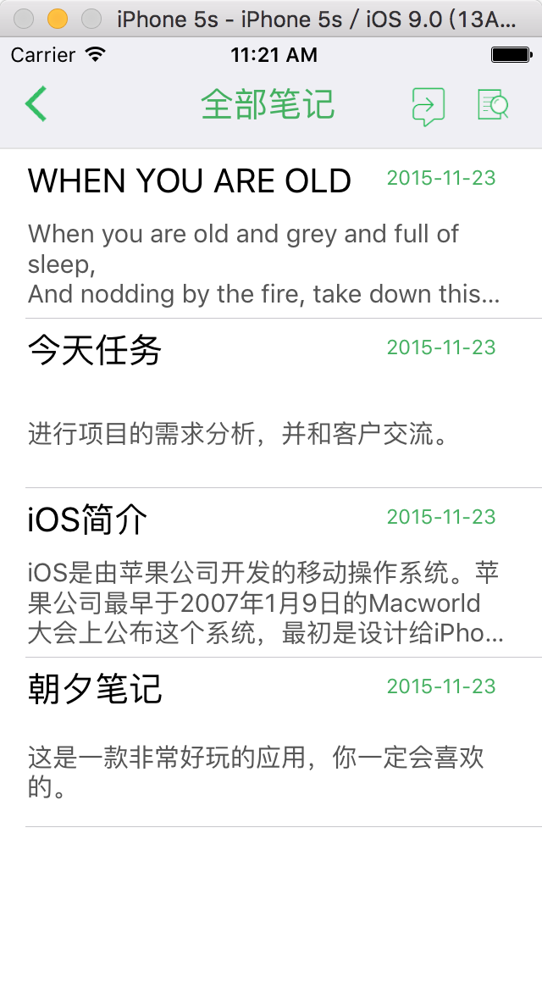 iPhone 5s - iPhone 5s / iOS 9.0 (13A...
Carrier 11:21 AM
全部笔记
WHEN YOU ARE OLD 2015-11-23
When you are old and grey and full of
sleep,
And nodding by the fire, take down this...
今天任务 2015-11-23
进行项目的需求分析，并和客户交流。
iOS简介 2015-11-23
iOS是由苹果公司开发的移动操作系统。苹
果公司最早于2007年1月9日的Macworld
大会上公布这个系统，最初是设计给iPho...
朝夕笔记 2015-11-23
这是一款非常好玩的应用，你一定会喜欢
的。